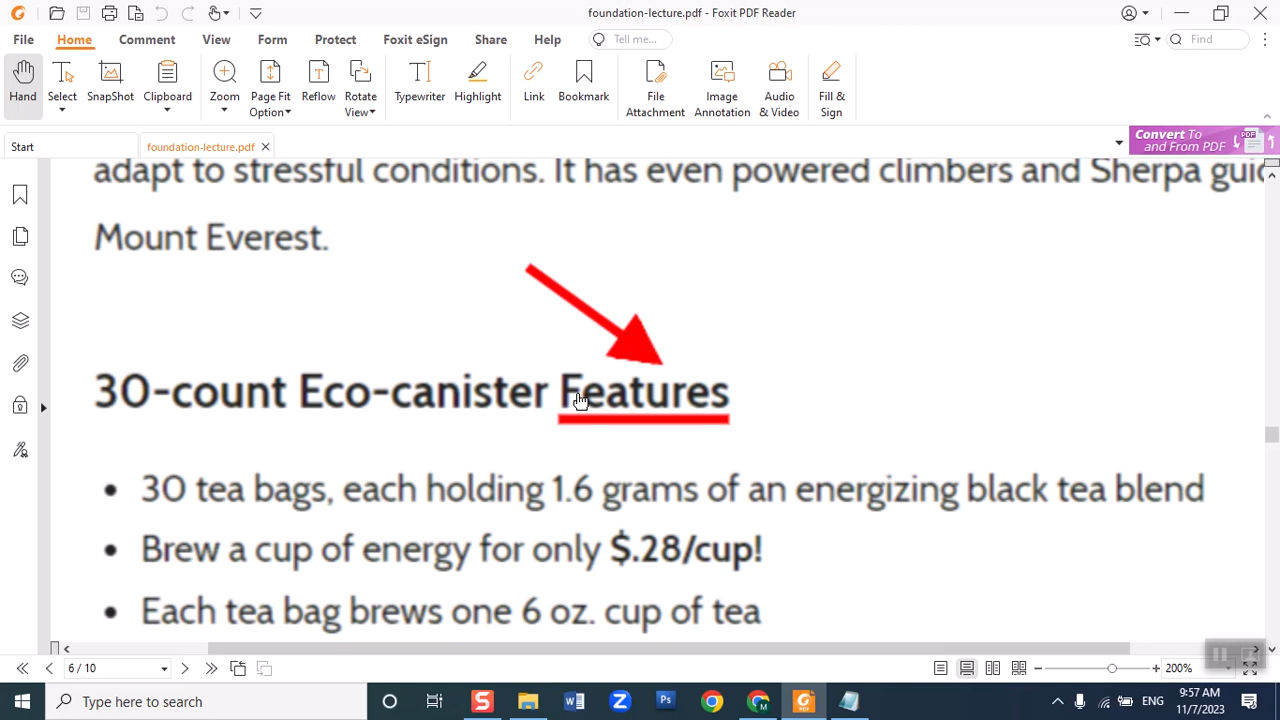 foundation-lecture.pdf - Foxit PDF Reader
File Home Comment View Form Protect Foxit eSign Share Help Tell me... Find
Hand Select SnapShot Clipboard Zoom Page Fit Option Reflow Rotate View Typewriter Highlight Link Bookmark File Attachment Image Annotation Audio & Video Fill & Sign
Start foundation-lecture.pdf Convert To and From PDF PDF
adapt to stressful conditions. It has even powered climbers and Sherpa
Mount Everest.
30-count Eco-canister Features
30 tea bags, each holding 1.6 grams of an energizing black tea blend
Brew a cup of energy for only $.28/cup!
Each tea bag brews one 6 oz. cup of tea
6 / 10 200%
Type here to search ENG 9:57 AM
11/7/2023